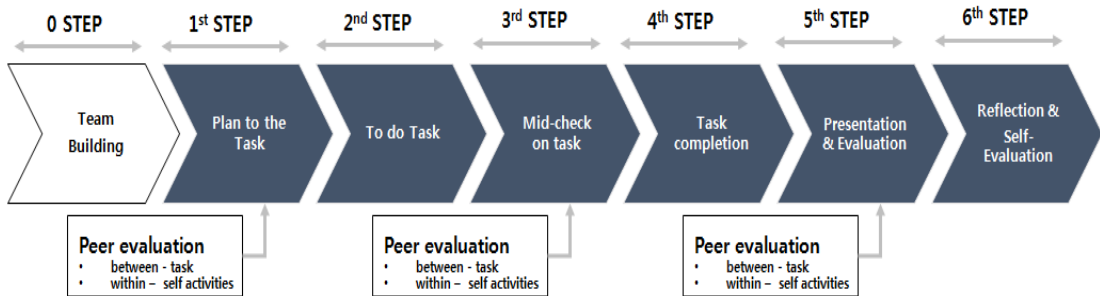 0 STEP
1st STEP
2nd STEP
3rd STEP
4th STEP
5th STEP
6th STEP
Team
Building
Plan to the
Task
To do Task
Mid-check
on task
Task
completion
Presentation
& Evaluation
Reflection &
Self-
Evaluation
Peer evaluation
• between - task
• within – self activities
Peer evaluation
• between - task
• within – self activities
Peer evaluation
• between - task
• within – self activities